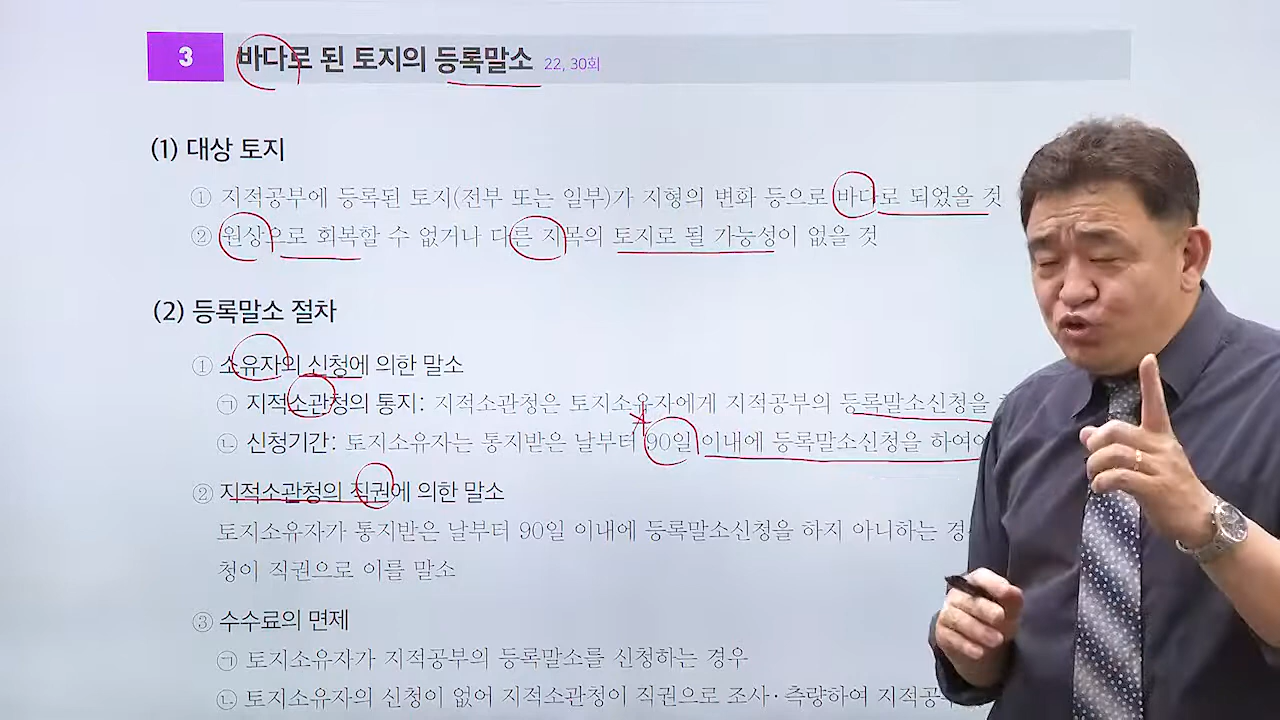 3 바다로 된 토지의 등록말소 22, 30회
(1) 대상 토지
① 지적공부에 등록된 토지(전부 또는 일부)가 지형의 변화 등으로 바다로 되었을 것
② 원상으로 회복할 수 없거나 다른 지목의 토지로 될 가능성이 없을 것
(2) 등록말소 절차
① 소유자의 신청에 의한 말소
㉠ 지적소관청의 통지: 지적소관청은 토지소유자에게 지적공부의 등록말소신청을
㉡ 신청기간: 토지소유자는 통지받은 날부터 90일 이내에 등록말소신청을 하여야
② 지적소관청의 직권에 의한 말소
토지소유자가 통지받은 날부터 90일 이내에 등록말소신청을 하지 아니하는 경
청이 직권으로 이를 말소
③ 수수료의 면제
㉠ 토지소유자가 지적공부의 등록말소를 신청하는 경우
㉡ 토지소유자의 신청이 없어 지적소관청이 직권으로 조사·측량하여 지적공